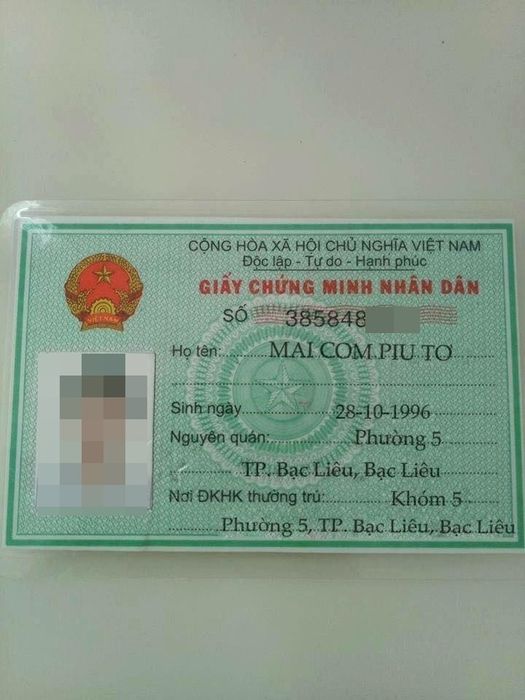 CỘNG HÒA XÃ HỘI CHỦ NGHĨA VIỆT NAM
Độc lập - Tự do - Hạnh phúc
GIẤY CHỨNG MINH NHÂN DÂN
SỐ 385848
Họ tên: MAI COM PIU TƠ
Sinh ngày 28-10-1996
Nguyên quán: Phường 5
TP. Bạc Liêu, Bạc Liêu
Nơi ĐKHK thường trú: Khóm 5
Phường 5, TP. Bạc Liêu, Bạc Liêu
VIỆT NAM